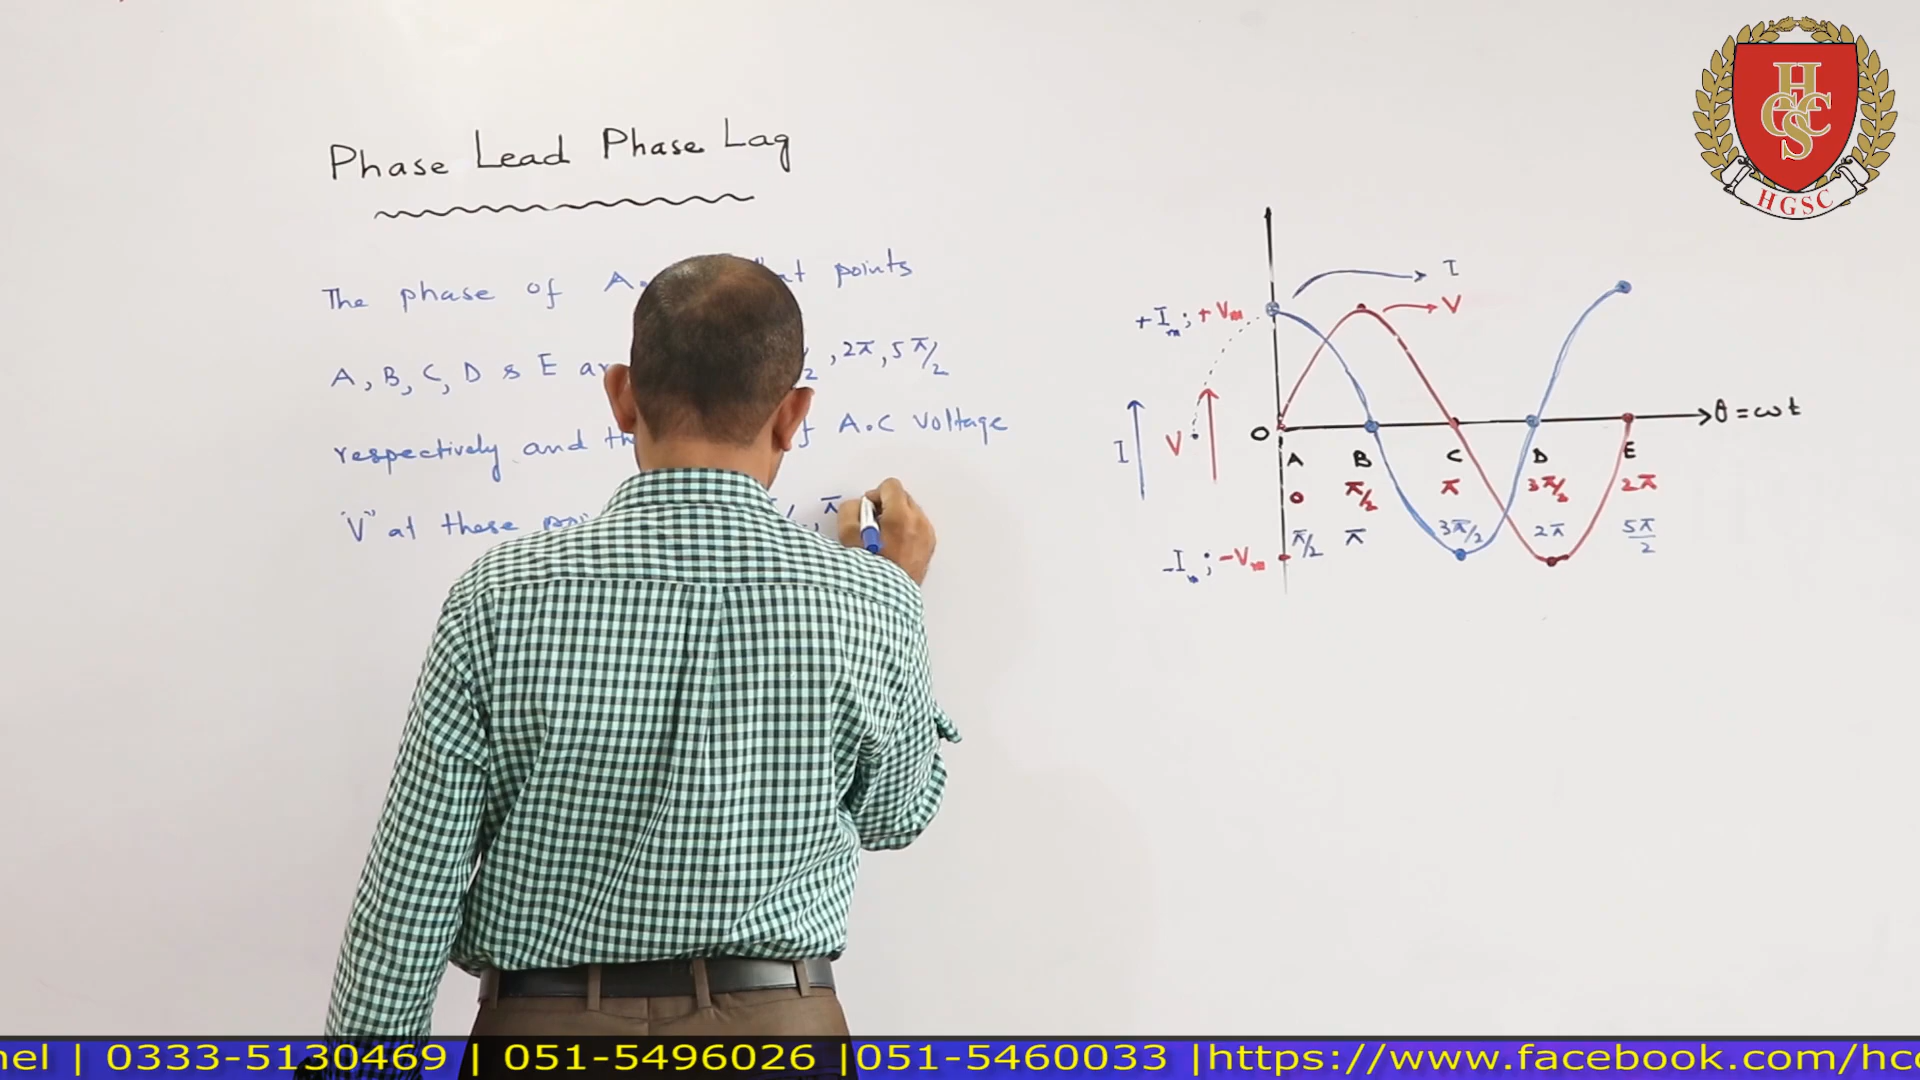 Phase Lead Phase Lag
The phase of A. at points
A, B, C, D & E 2, 2π, 5π/2
respectively and A.C Voltage
"V" at these π
I
V
+Im; +Vm
I
V
O
θ = ωt
A B C D E
0 π/2 π 3π/2 2π
π/2 π 3π/2 2π 5π/2
-Im; -Vm
HGSC
HGSC
nel | 0333-5130469 | 051-5496026 |051-5460033 |https://www.facebook.com/hc